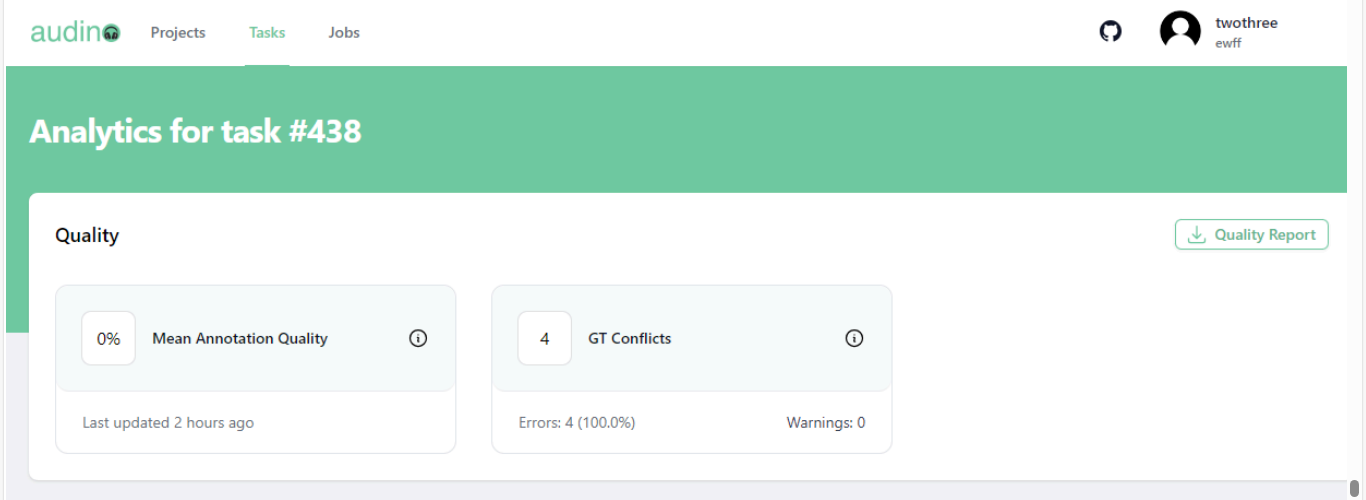 audino Projects Tasks Jobs twothree
ewff
Analytics for task #438
Quality Quality Report
0% Mean Annotation Quality 4 GT Conflicts
Last updated 2 hours ago Errors: 4 (100.0%) Warnings: 0